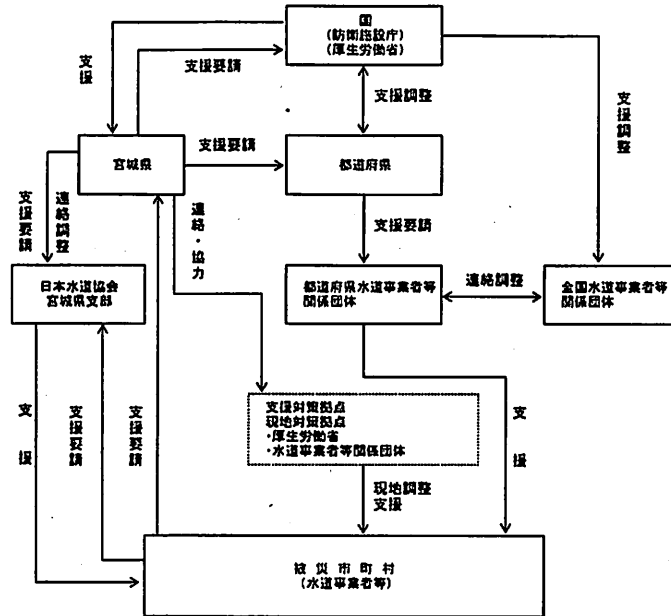 国
(防衛施設庁)
(厚生労働省)
支援
支援要請
支援調整
支援調整
宮城県
支援要請
都道府県
支援要請
連絡調整
連絡・協力
支援要請
日本水道協会
宮城県支部
都道府県水道事業者等
関係団体
連絡調整
全国水道事業者等
関係団体
支援対策拠点
現地対策拠点
・厚生労働省
・水道事業者等関係団体
支援
支援要請
支援要請
支援
現地調整
支援
被災市町村
(水道事業者等)